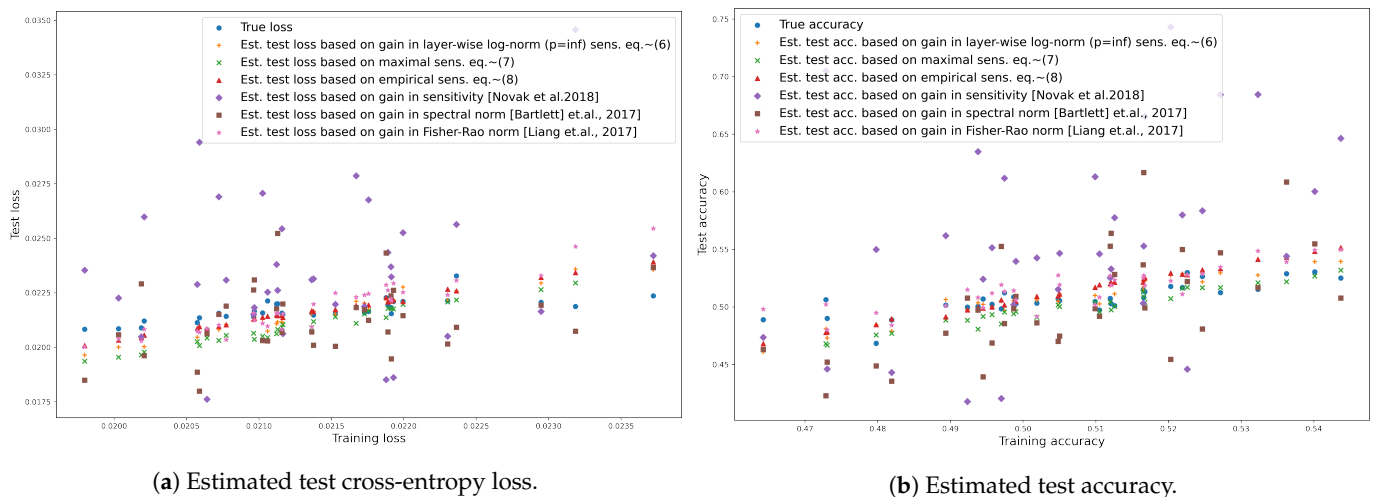 0.0350
0.0325
0.0300
0.0275
0.0250
0.0225
0.0200
0.0175
Test loss
True loss
Est. test loss based on gain in layer-wise log-norm (p=inf) sens. eq.~(6)
Est. test loss based on maximal sens. eq.~(7)
Est. test loss based on empirical sens. eq.~(8)
Est. test loss based on gain in sensitivity [Novak et al.2018]
Est. test loss based on gain in spectral norm [Bartlett] et.al., 2017]
Est. test loss based on gain in Fisher-Rao norm [Liang et.al., 2017]
0.0200 0.0205 0.0210 0.0215 0.0220 0.0225 0.0230 0.0235
Training loss
(a) Estimated test cross-entropy loss.
0.75
0.70
0.65
0.60
0.55
0.50
0.45
Test accuracy
True accuracy
Est. test acc. based on gain in layer-wise log-norm (p=inf) sens. eq.~(6)
Est. test acc. based on maximal sens. eq.~(7)
Est. test acc. based on empirical sens. eq.~(8)
Est. test acc. based on gain in sensitivity [Novak et al.2018]
Est. test acc. based on gain in spectral norm [Bartlett] et.al., 2017]
Est. test acc. based on gain in Fisher-Rao norm [Liang et.al., 2017]
0.47 0.48 0.49 0.50 0.51 0.52 0.53 0.54
Training accuracy
(b) Estimated test accuracy.